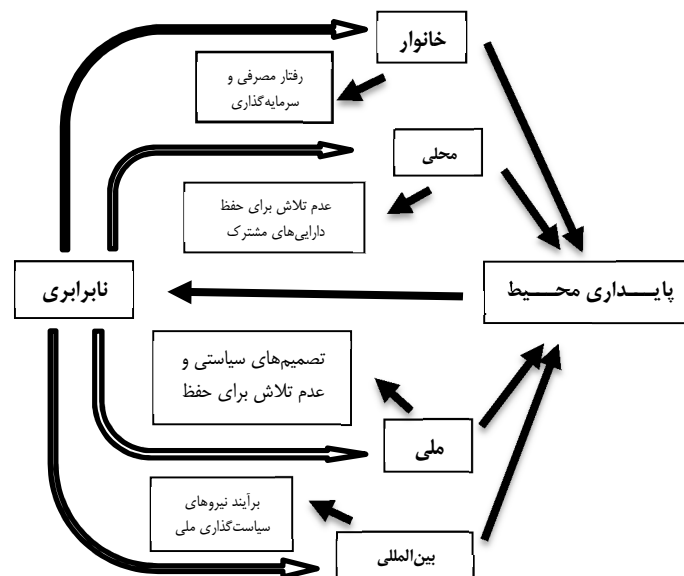 خانوار
رفتار مصرفی و
سرمایه‌گذاری
محلی
عدم تلاش برای حفظ
دارایی‌های مشترک
نابرابری
پایـــداری محـــــیط
تصمیم‌های سیاستی و
عدم تلاش برای حفظ
ملی
برآیند نیروهای
سیاست‌گذاری ملی
بین‌المللی